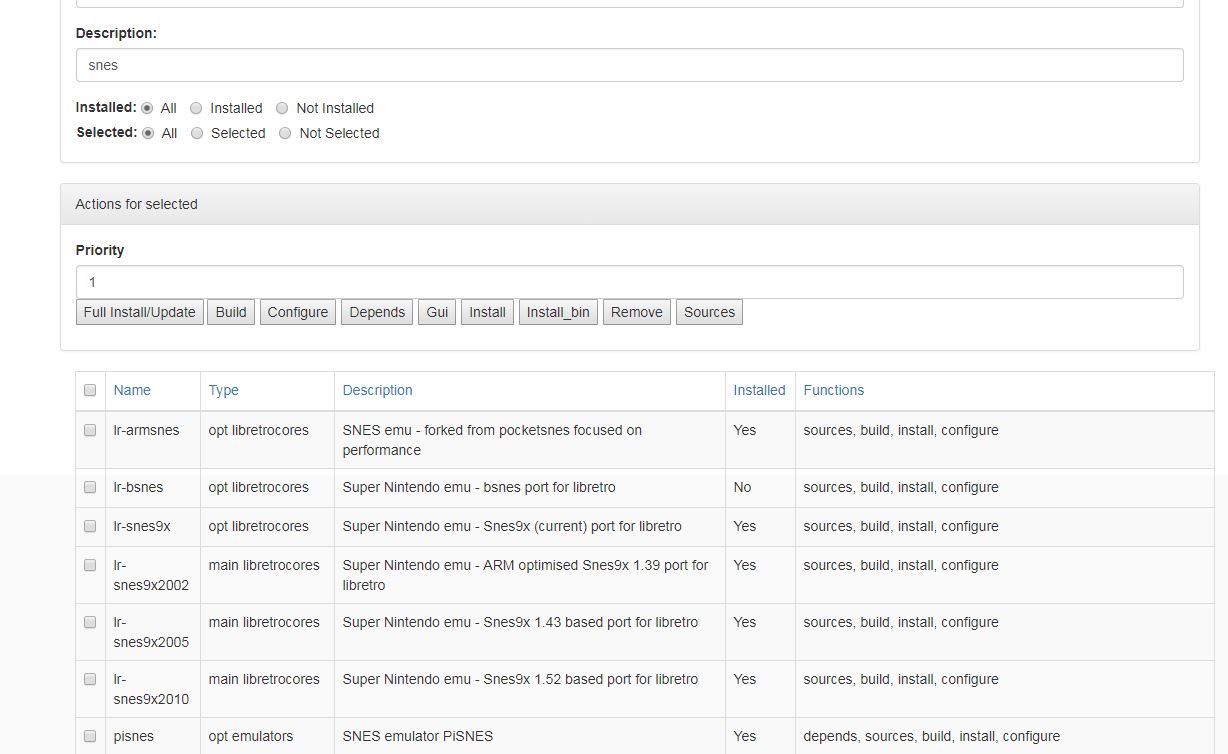 Description:
snes
Installed: All Installed Not Installed
Selected: All Selected Not Selected
Actions for selected
Priority
1
Full Install/Update Build Configure Depends Gui Install Install_bin Remove Sources
Name Type Description Installed Functions
lr-armsnes opt libretrocores SNES emu - forked from pocketsnes focused on Yes sources, build, install, configure
performance
lr-bsnes opt libretrocores Super Nintendo emu - bsnes port for libretro No sources, build, install, configure
lr-snes9x opt libretrocores Super Nintendo emu - Snes9x (current) port for libretro Yes sources, build, install, configure
lr- main libretrocores Super Nintendo emu - ARM optimised Snes9x 1.39 port for Yes sources, build, install, configure
snes9x2002 libretro
lr- main libretrocores Super Nintendo emu - Snes9x 1.43 based port for libretro Yes sources, build, install, configure
snes9x2005
lr- main libretrocores Super Nintendo emu - Snes9x 1.52 based port for libretro Yes sources, build, install, configure
snes9x2010
pisnes opt emulators SNES emulator PiSNES Yes depends, sources, build, install, configure